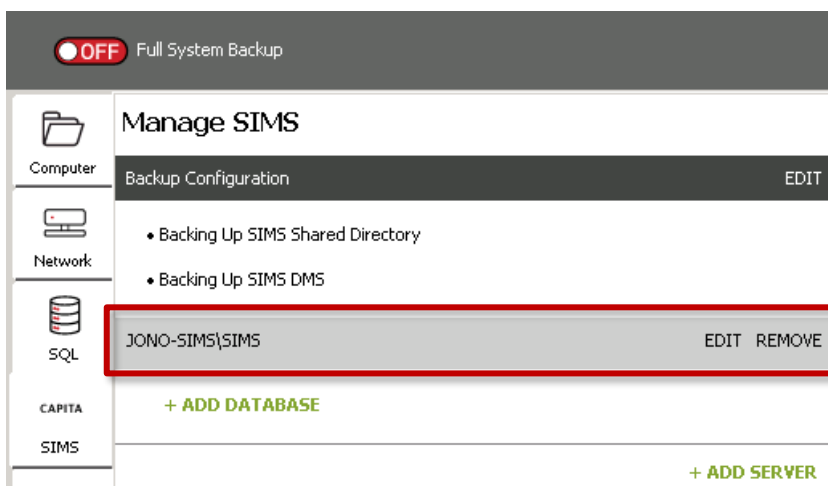 OFF Full System Backup
Manage SIMS
Computer
Backup Configuration EDIT
• Backing Up SIMS Shared Directory
Network
• Backing Up SIMS DMS
SQL
JONO-SIMS\SIMS EDIT REMOVE
CAPITA
SIMS
+ ADD DATABASE
+ ADD SERVER